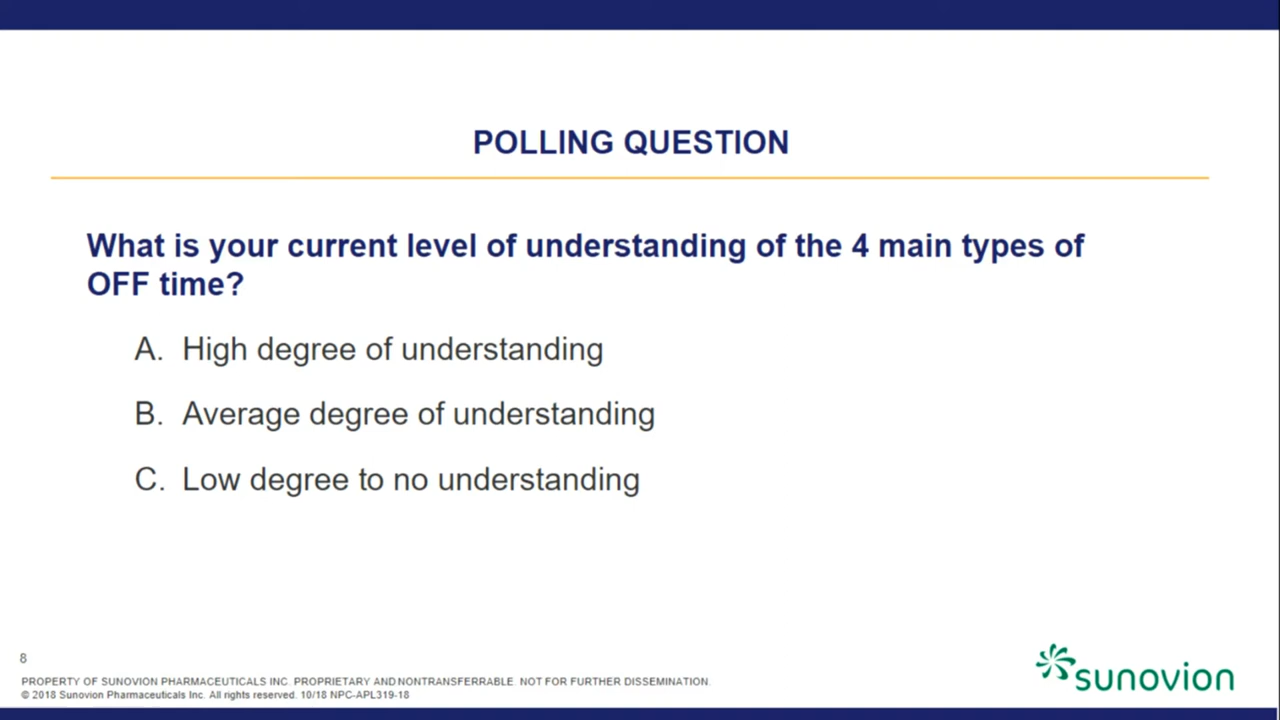 POLLING QUESTION
What is your current level of understanding of the 4 main types of
OFF time?
A. High degree of understanding
B. Average degree of understanding
C. Low degree to no understanding
8
PROPERTY OF SUNOVION PHARMACEUTICALS INC. PROPRIETARY AND NONTRANSFERRABLE. NOT FOR FURTHER DISSEMINATION.
© 2018 Sunovion Pharmaceuticals Inc. All rights reserved. 10/18 NPC-APL319-18
sunovion